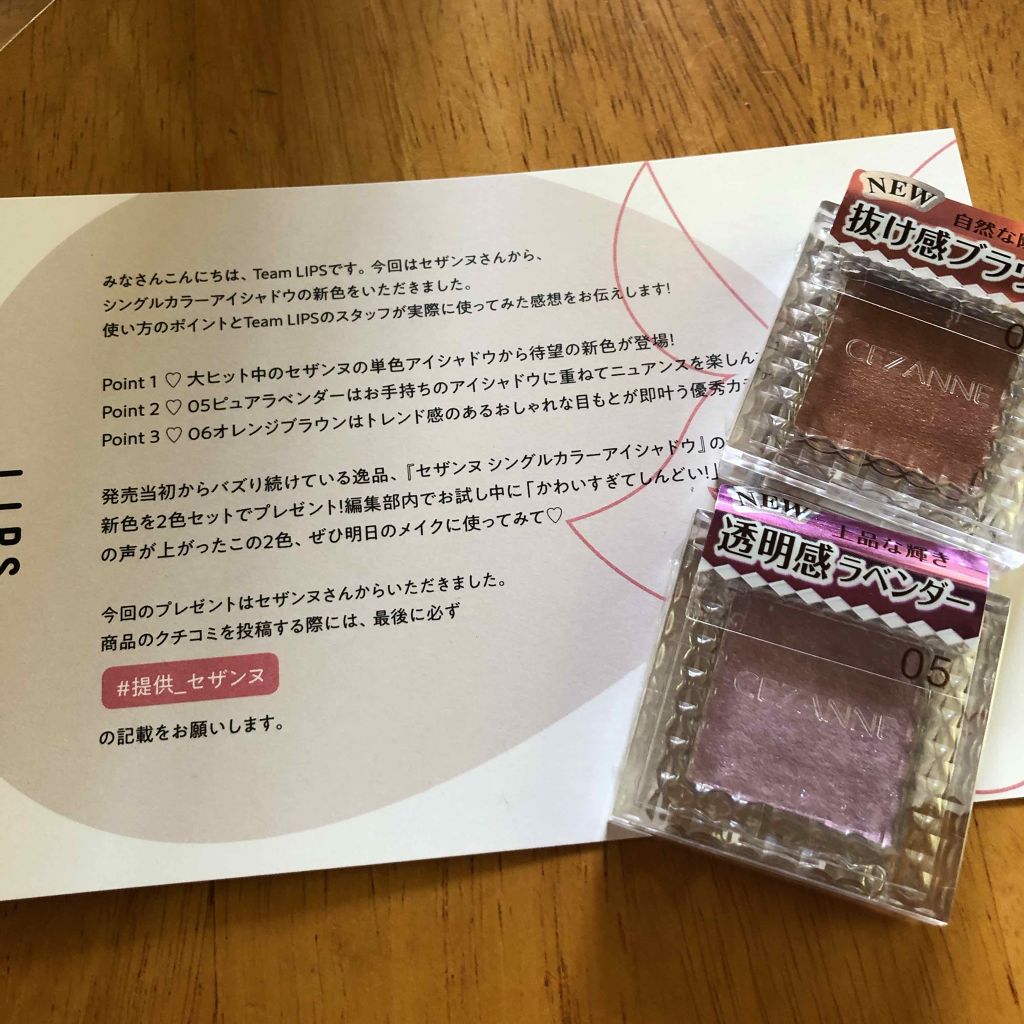 みなさんこんにちは、Team LIPSです。今回はセザンヌさんから、
シングルカラーアイシャドウの新色をいただきました。
使い方のポイントとTeam LIPSのスタッフが実際に使ってみた感想をお伝えします!
Point 1 ♡ 大ヒット中のセザンヌの単色アイシャドウから待望の新色が登場!
Point 2 ♡ 05ピュアラベンダーはお手持ちのアイシャドウに重ねてニュアンスを楽しん
Point 3 ♡ 06オレンジブラウンはトレンド感のあるおしゃれな目もとが即叶う優秀カ
発売当初からバズり続けている逸品、『セザンヌ シングルカラーアイシャドウ』の
新色を2色セットでプレゼント!編集部内でお試し中に「かわいすぎてしんどい!」
の声が上がったこの2色、ぜひ明日のメイクに使ってみて♡
今回のプレゼントはセザンヌさんからいただきました。
商品のクチコミを投稿する際には、最後に必ず
#提供_セザンヌ
の記載をお願いします。
LIPS
NEW
自然な
抜け感ブラウ
0
CEZANNE
NEW
上品な輝き
透明感ラベンダー
05
CEZANNE